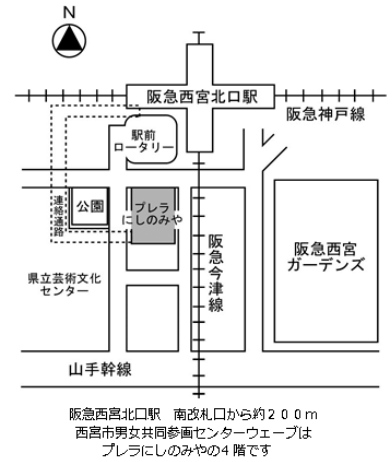 N
阪急西宮北口駅
阪急神戸線
駅前
ロータリー
連絡通路
公園
プレラ
にしのみや
阪急今津線
阪急西宮
ガーデンズ
県立芸術文化
センター
山手幹線
阪急西宮北口駅 南改札口から約２００ｍ
西宮市男女共同参画センターウェーブは
プレラにしのみやの４階です